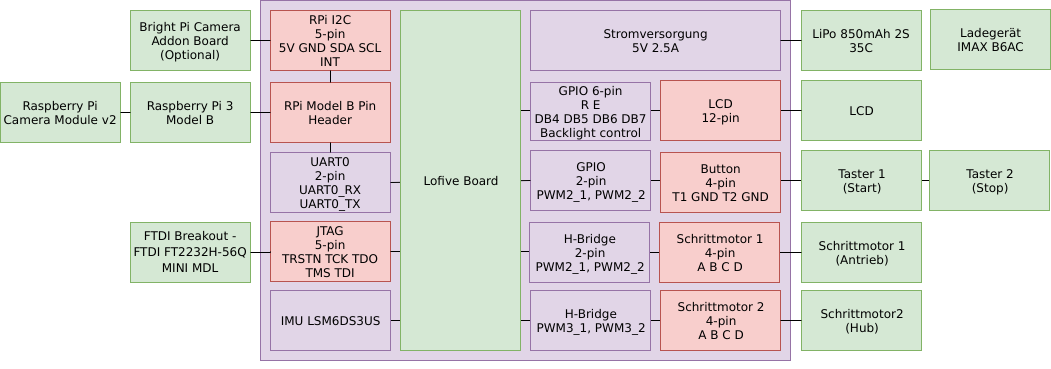 Bright Pi Camera
Addon Board
(Optional)
RPi I2C
5-pin
5V GND SDA SCL
INT
Stromversorgung
5V 2.5A
LiPo 850mAh 2S
35C
Ladegerät
IMAX B6AC
Raspberry Pi
Camera Module v2
Raspberry Pi 3
Model B
RPi Model B Pin
Header
GPIO 6-pin
R E
DB4 DB5 DB6 DB7
Backlight control
LCD
12-pin
LCD
UART0
2-pin
UART0_RX
UART0_TX
Lofive Board
GPIO
2-pin
PWM2_1, PWM2_2
Button
4-pin
T1 GND T2 GND
Taster 1
(Start)
Taster 2
(Stop)
FTDI Breakout -
FTDI FT2232H-56Q
MINI MDL
JTAG
5-pin
TRSTN TCK TDO
TMS TDI
H-Bridge
2-pin
PWM2_1, PWM2_2
Schrittmotor 1
4-pin
A B C D
Schrittmotor 1
(Antrieb)
IMU LSM6DS3US
H-Bridge
PWM3_1, PWM3_2
Schrittmotor 2
4-pin
A B C D
Schrittmotor2
(Hub)